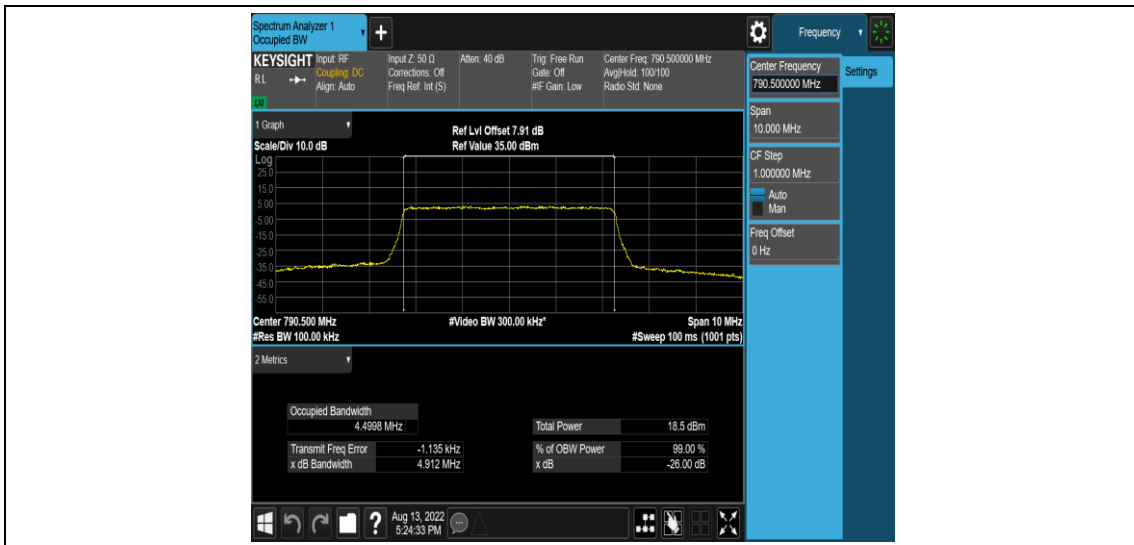 Spectrum Analyzer 1
Occupied BW
+
Frequency
KEYSIGHT
RL
Input: RF
Coupling: DC
Align: Auto
Input Z: 50 Ω
Corrections: Off
Freq Ref: Int (S)
Atten: 40 dB
Trig: Free Run
Gate: Off
#IF Gain: Low
Center Freq: 790.500000 MHz
Avg|Hold: 100/100
Radio Std: None
Center Frequency
790.500000 MHz
Settings
Span
10.000 MHz
CF Step
1.000000 MHz
Auto
Man
Freq Offset
0 Hz
1 Graph
Scale/Div 10.0 dB
Ref Lvl Offset 7.91 dB
Ref Value 35.00 dBm
Log
25.0
15.0
5.00
-5.00
-15.0
-25.0
-35.0
-45.0
-55.0
Center 790.500 MHz
#Res BW 100.00 kHz
#Video BW 300.00 kHz*
Span 10 MHz
#Sweep 100 ms (1001 pts)
2 Metrics
Occupied Bandwidth
4.4998 MHz
Transmit Freq Error -1.135 kHz
x dB Bandwidth 4.912 MHz
Total Power 18.5 dBm
% of OBW Power 99.00 %
x dB -26.00 dB
?
Aug 13, 2022
5:24:33 PM